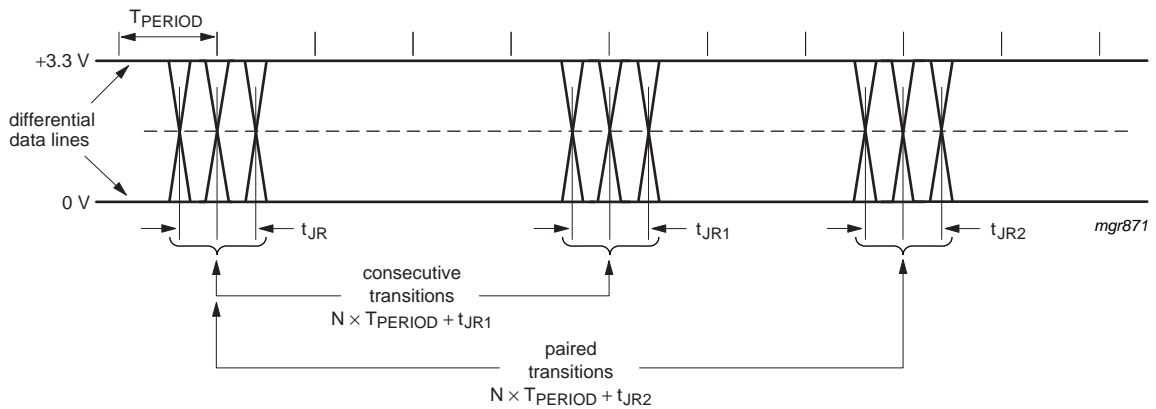 TPERIOD
+3.3 V
differential
data lines
0 V
tJR
tJR1
tJR2
mgr871
consecutive
transitions
N × TPERIOD + tJR1
paired
transitions
N × TPERIOD + tJR2